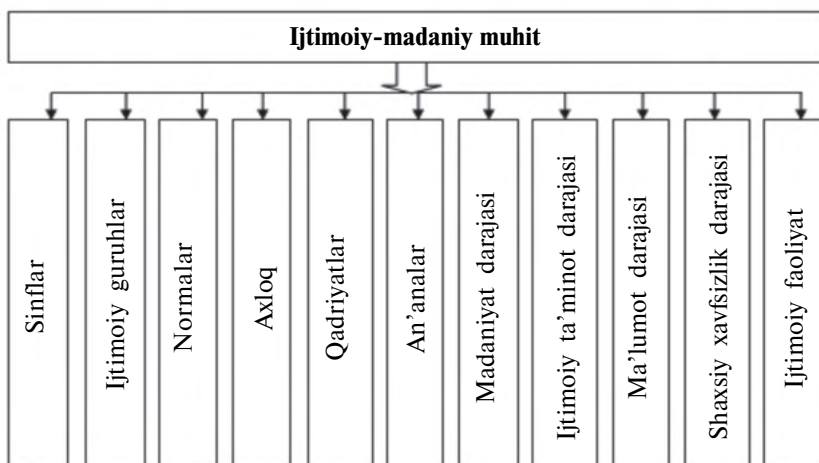 Ijtimoiy-madaniy muhit
Sinflar
Ijtimoiy guruhlar
Normalar
Axloq
Qadriyatlar
An’analar
Madaniyat darajasi
Ijtimoiy ta’minot darajasi
Ma’lumot darajasi
Shaxsiy xavfsizlik darajasi
Ijtimoiy faoliyat